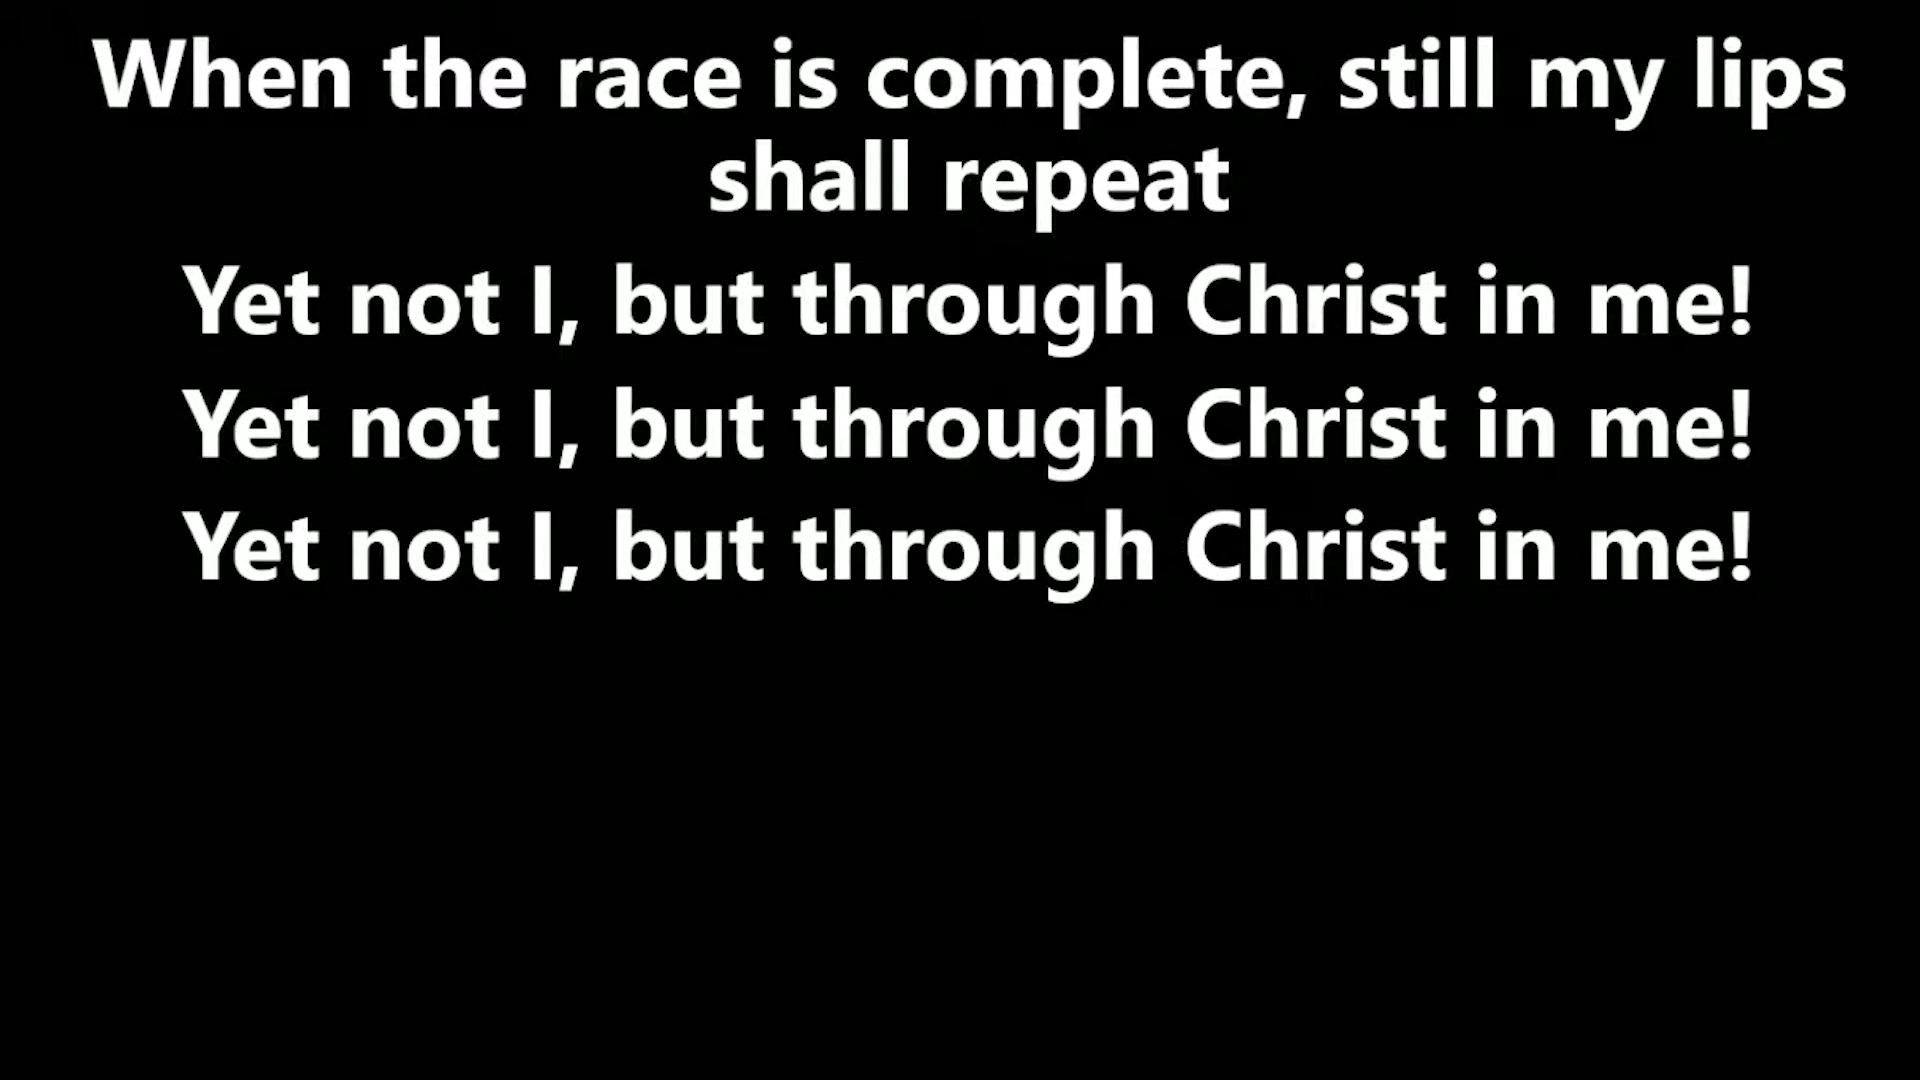 When the race is complete, still my lips
shall repeat
Yet not I, but through Christ in me!
Yet not I, but through Christ in me!
Yet not I, but through Christ in me!